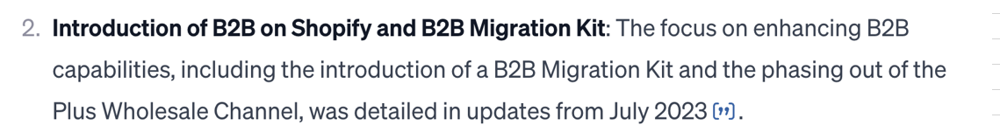 2. Introduction of B2B on Shopify and B2B Migration Kit: The focus on enhancing B2B
capabilities, including the introduction of a B2B Migration Kit and the phasing out of the
Plus Wholesale Channel, was detailed in updates from July 2023 [”].